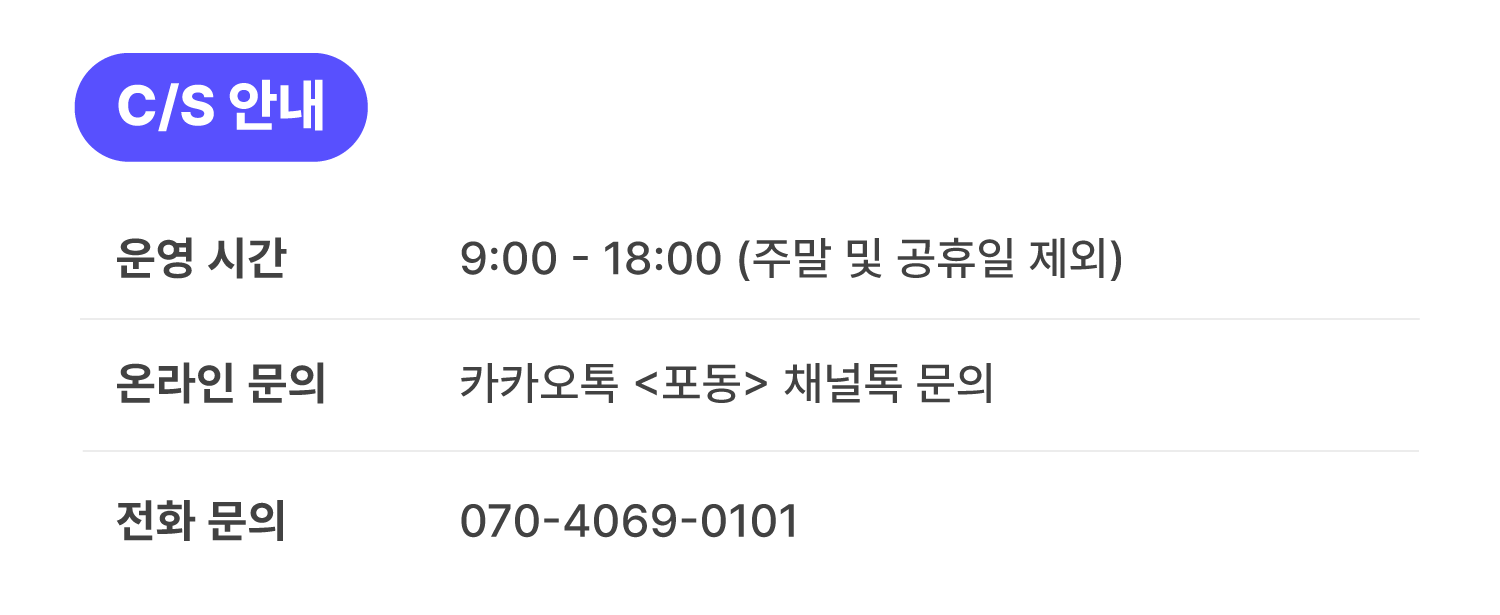 C/S 안내
운영 시간 9:00 - 18:00 (주말 및 공휴일 제외)
온라인 문의 카카오톡 <포동> 채널톡 문의
전화 문의 070-4069-0101